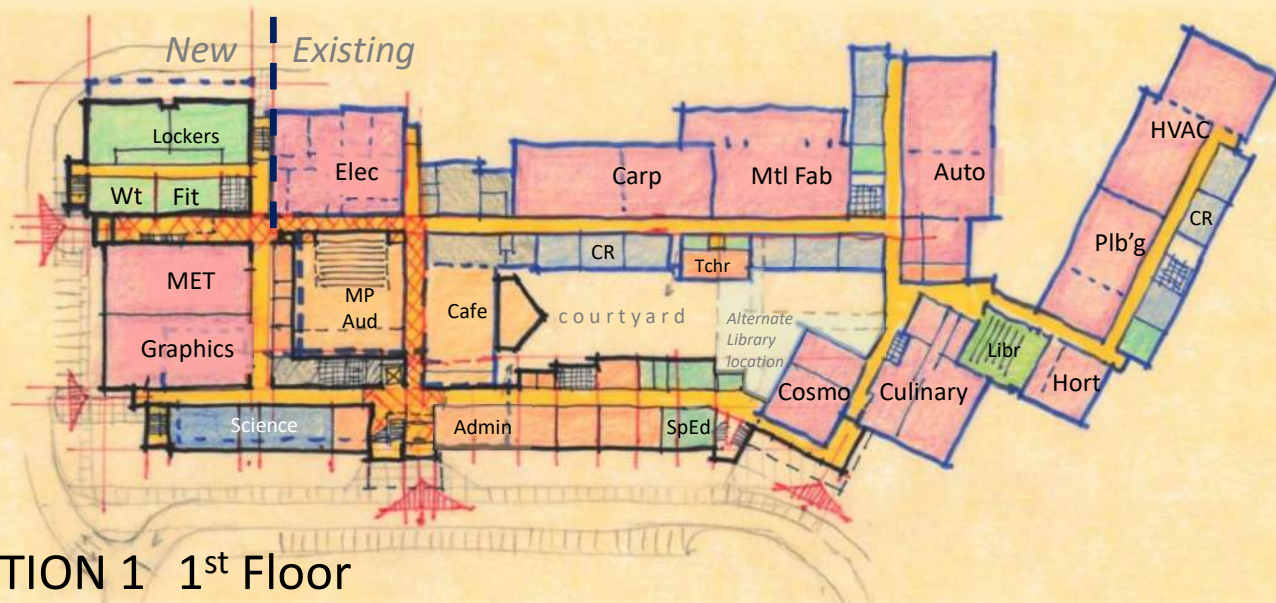 New Existing
Lockers
Wt Fit
Elec
Carp
Mtl Fab
Auto
HVAC
CR
Plb'g
MET
Graphics
MP
Aud
Cafe
CR
Tchr
courtyard
Alternate
Library
location
Libr
Hort
Cosmo
Culinary
Science
Admin
SpEd
TION 1 1st Floor